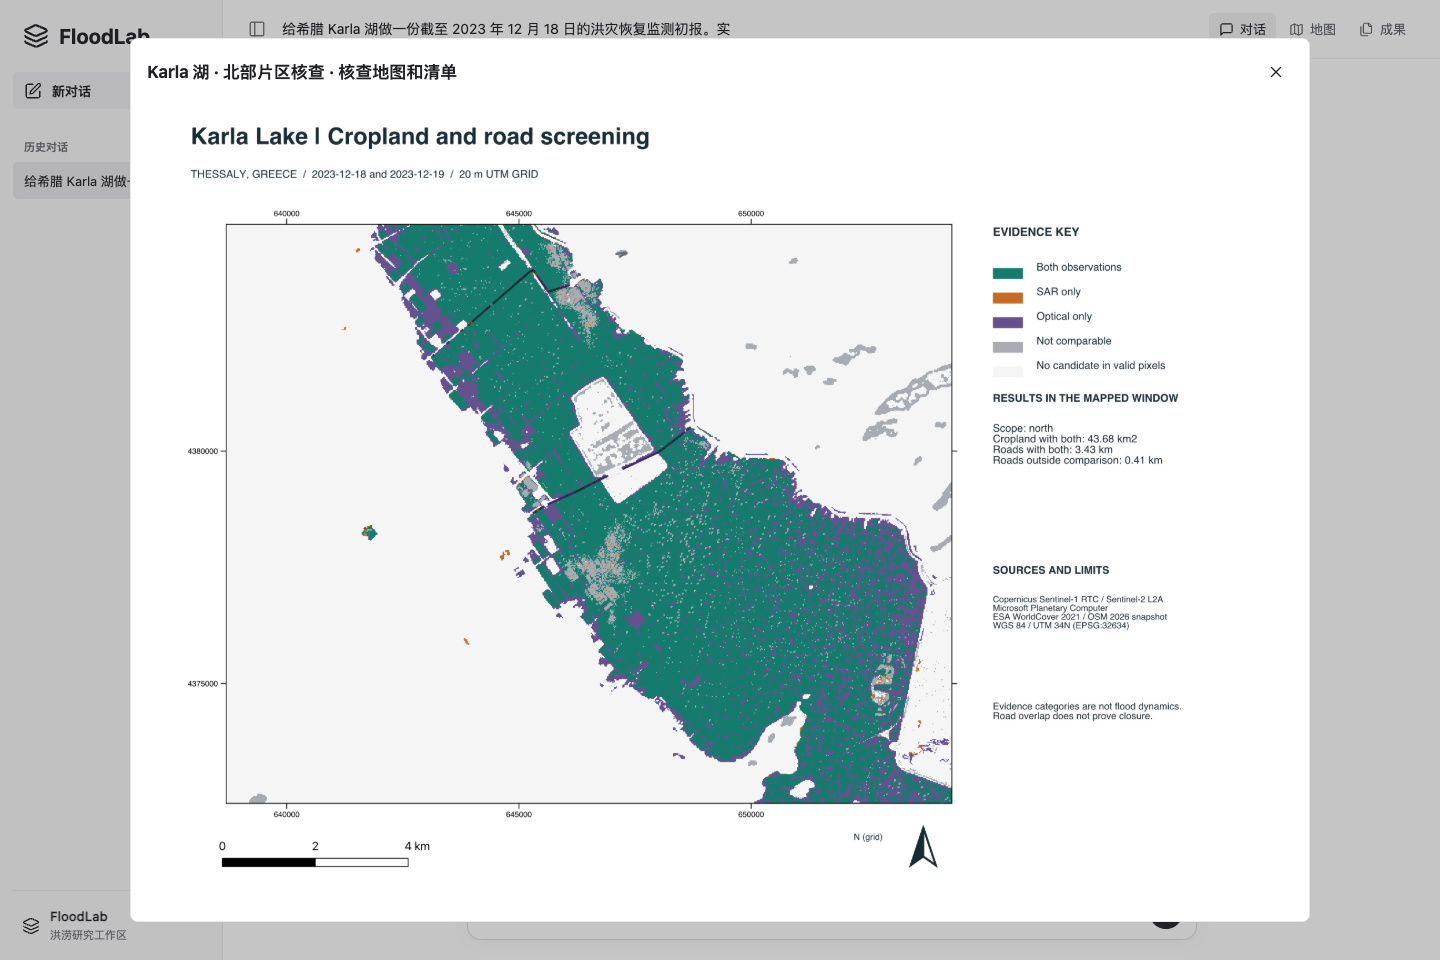 FloodLab
给希腊 Karla 湖做一份截至 2023 年 12 月 18 日的洪灾恢复监测初报。实
对话
地图
成果
新对话
历史对话
给希腊 Karla 湖做-
Karla 湖 · 北部片区核查 · 核查地图和清单
Karla Lake | Cropland and road screening
THESSALY, GREECE / 2023-12-18 and 2023-12-19 / 20 m UTM GRID
640000
645000
650000
4380000
4375000
640000
645000
650000
0
2
4 km
N (grid)
EVIDENCE KEY
Both observations
SAR only
Optical only
Not comparable
No candidate in valid pixels
RESULTS IN THE MAPPED WINDOW
Scope: north
Cropland with both: 43.68 km2
Roads with both: 3.43 km
Roads outside comparison: 0.41 km
SOURCES AND LIMITS
Copernicus Sentinel-1 RTC / Sentinel-2 L2A
Microsoft Planetary Computer
ESA WorldCover 2021 / OSM 2026 snapshot
WGS 84 / UTM 34N (EPSG:32634)
Evidence categories are not flood dynamics.
Road overlap does not prove closure.
FloodLab
洪涝研究工作区